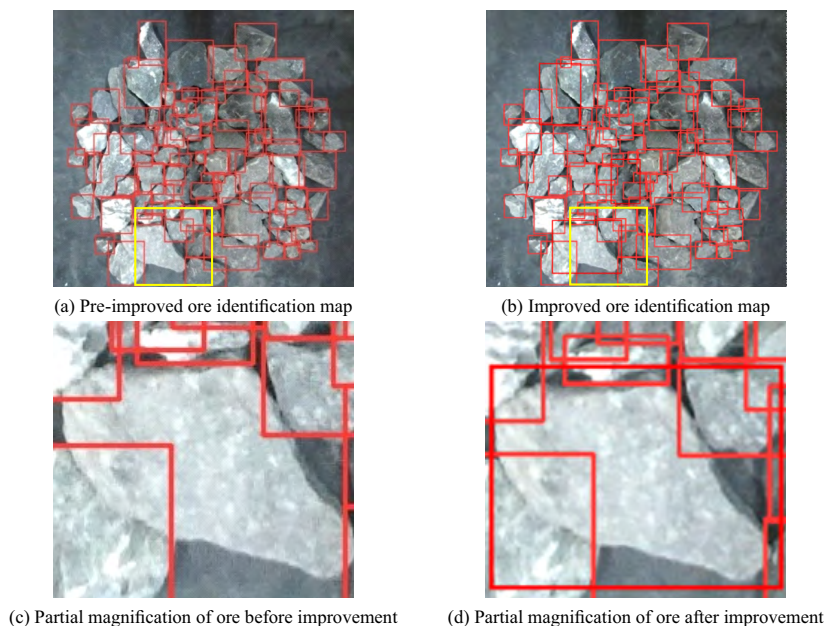 (a) Pre-improved ore identification map
(b) Improved ore identification map
(c) Partial magnification of ore before improvement
(d) Partial magnification of ore after improvement